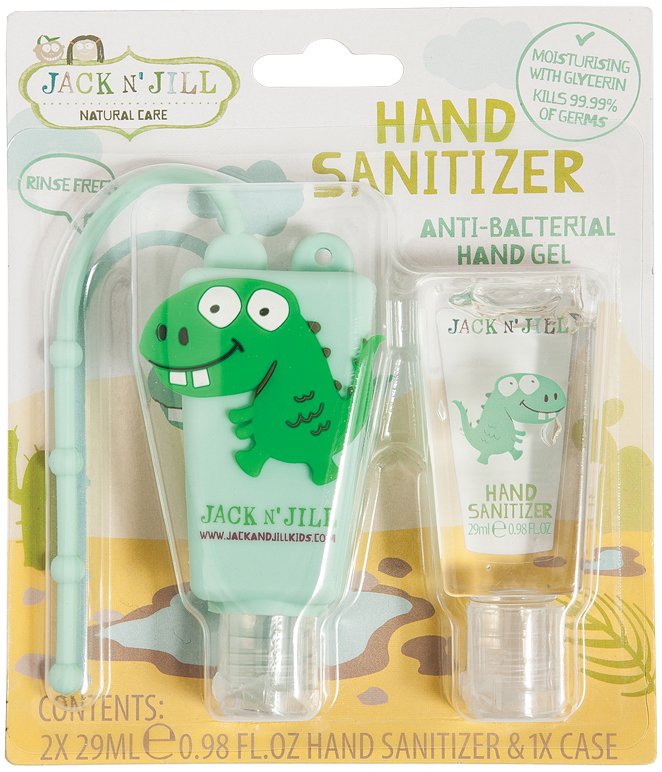 JACK N' JILL
NATURAL CARE
MOISTURISING
WITH GLYCERIN
KILLS 99.99%
OF GERMS
HAND
SANITIZER
RINSE FREE
ANTI-BACTERIAL
HAND GEL
JACK N' JILL
HAND
SANITIZER
29ml ℮ 0.98 FL.OZ
JACK N' JILL
WWW.JACKANDJILLKIDS.COM
CONTENTS:
2X 29ML ℮ 0.98 FL.OZ HAND SANITIZER & 1X CASE